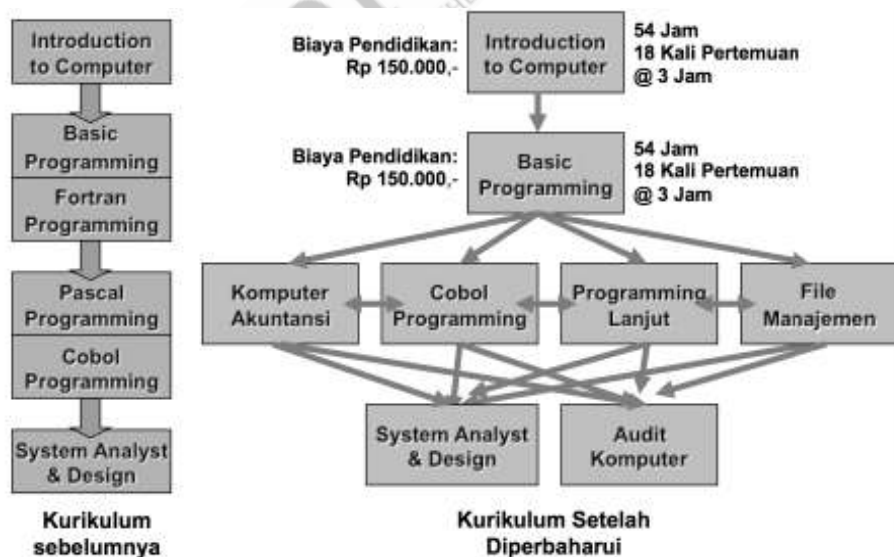 Introduction
to Computer
Basic
Programming
Fortran
Programming
Pascal
Programming
Cobol
Programming
System Analyst
& Design
Kurikulum
sebelumnya
Biaya Pendidikan:
Rp 150.000,-
Introduction
to Computer
54 Jam
18 Kali Pertemuan
@ 3 Jam
Biaya Pendidikan:
Rp 150.000,-
Basic
Programming
54 Jam
18 Kali Pertemuan
@ 3 Jam
Komputer
Akuntansi
Cobol
Programming
Programming
Lanjut
File
Manajemen
System Analyst
& Design
Audit
Komputer
Kurikulum Setelah
Diperbaharui